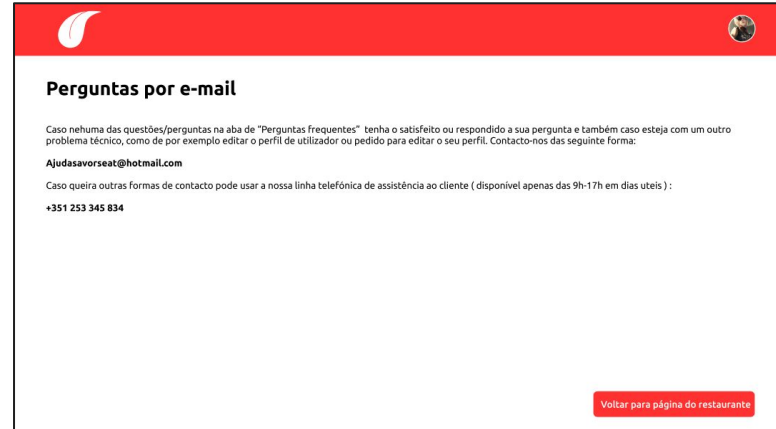 Perguntas por e-mail
Caso nehuma das questões/perguntas na aba de “Perguntas frequentes” tenha o satisfeito ou respondido a sua pergunta e também caso esteja com um outro
problema técnico, como de por exemplo editar o perfil de utilizador ou pedido para editar o seu perfil. Contacto-nos das seguinte forma:
Ajudasavorseat@hotmail.com
Caso queira outras formas de contacto pode usar a nossa linha telefónica de assistência ao cliente ( disponível apenas das 9h-17h em dias uteis ) :
+351 253 345 834
Voltar para página do restaurante